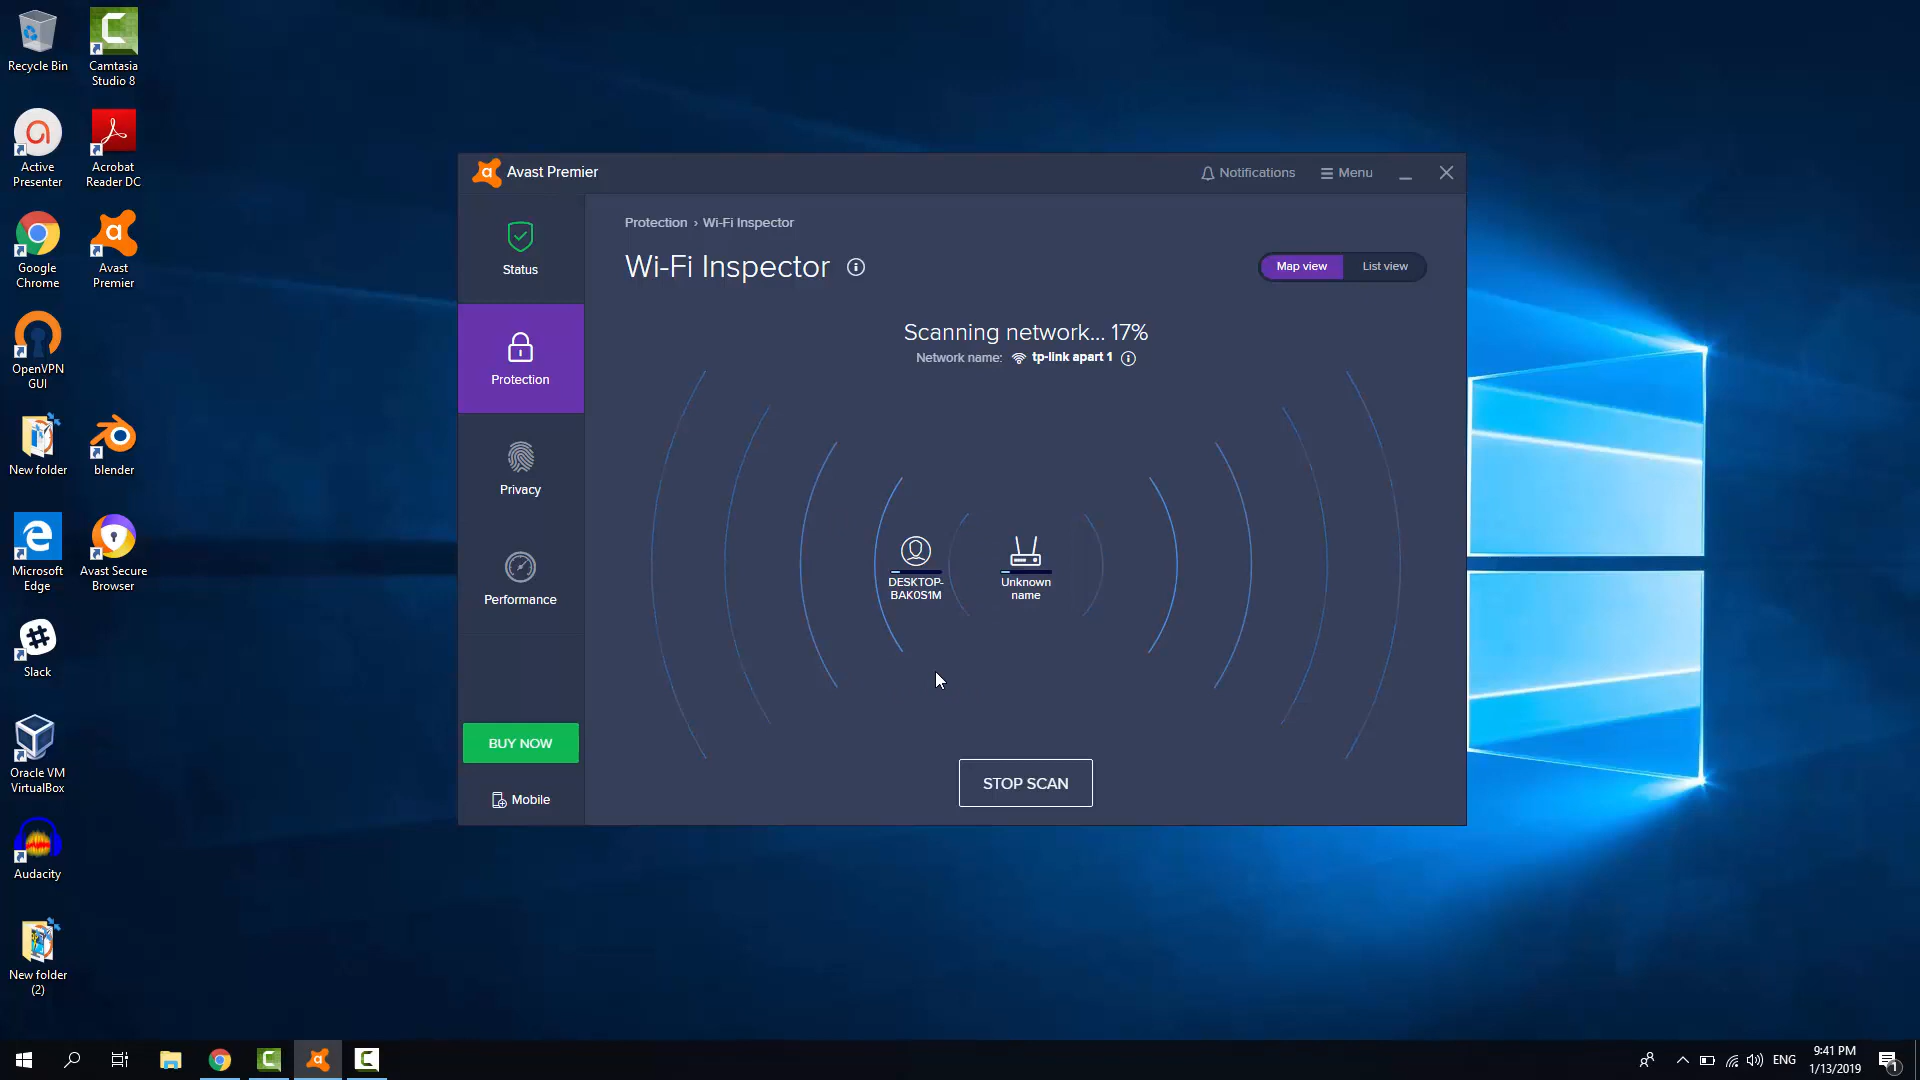 Recycle Bin
Camtasia
Studio 8
Active
Presenter
Acrobat
Reader DC
Google
Chrome
Avast
Premier
OpenVPN
GUI
New folder
blender
Microsoft
Edge
Avast Secure
Browser
Slack
Oracle VM
VirtualBox
Audacity
New folder
(2)
Avast Premier
Notifications
Menu
Status
Protection
Privacy
Performance
BUY NOW
Mobile
Protection › Wi-Fi Inspector
Wi-Fi Inspector
Map view
List view
Scanning network... 17%
Network name: tp-link apart 1
DESKTOP-
BAK0S1M
Unknown
name
STOP SCAN
ENG
9:41 PM
1/13/2019
1